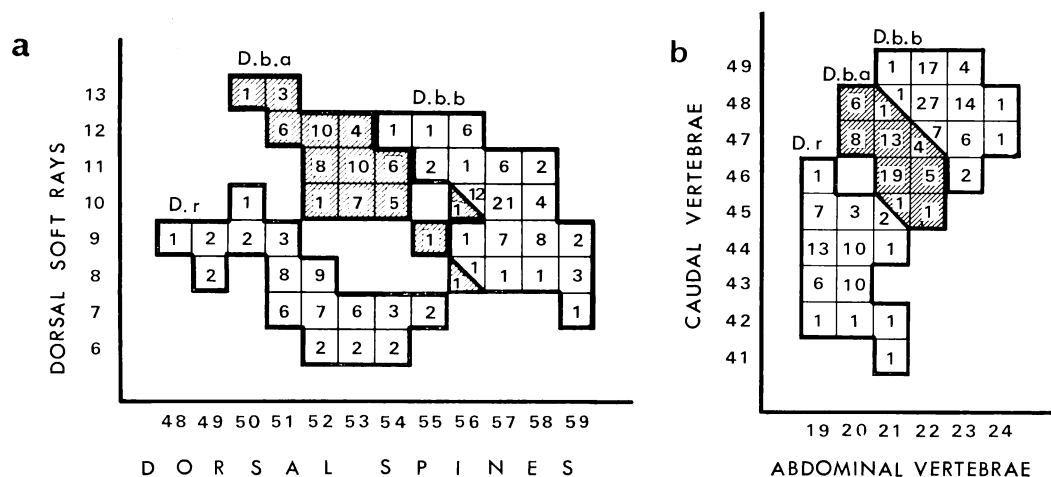 a
D.b.a
D.b.b
D.r
DORSAL SOFT RAYS
13 1 3
12 6 10 4 1 1 6
11 8 10 6 2 1 6 2
10 1 1 7 5 12 1 21 4
9 1 2 2 3 1 1 7 8 2
8 2 8 9 1 1 1 1 3
7 6 7 6 3 2 1
6 2 2 2
48 49 50 51 52 53 54 55 56 57 58 59
DORSAL SPINES
b
D.b.b
D.b.a
D.r
CAUDAL VERTEBRAE
49 1 17 4
48 6 1 1 27 14 1
47 8 13 7 4 6 1
46 1 19 5 2
45 7 3 1 2 1
44 13 10 1
43 6 10
42 1 1 1
41 1
19 20 21 22 23 24
ABDOMINAL VERTEBRAE